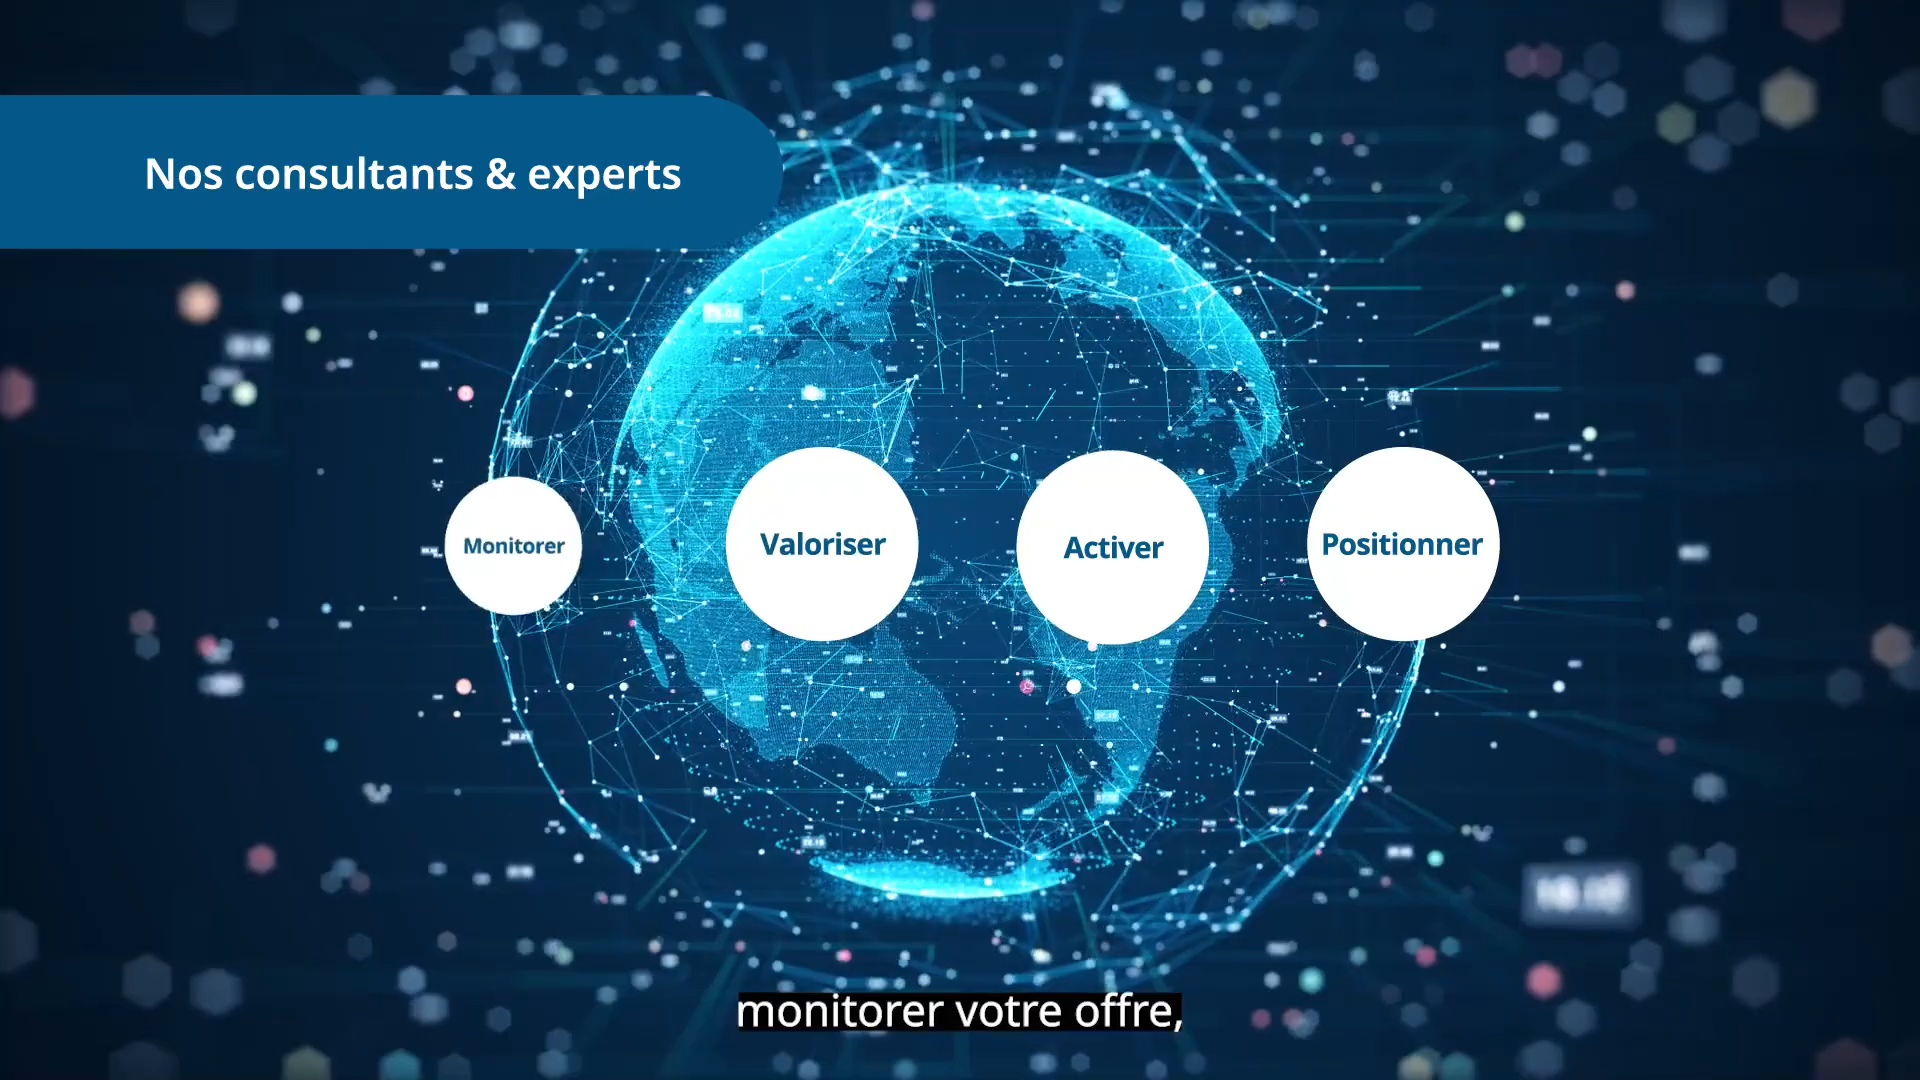 Nos consultants & experts
Monitorer
Valoriser
Activer
Positionner
monitorer votre offre,